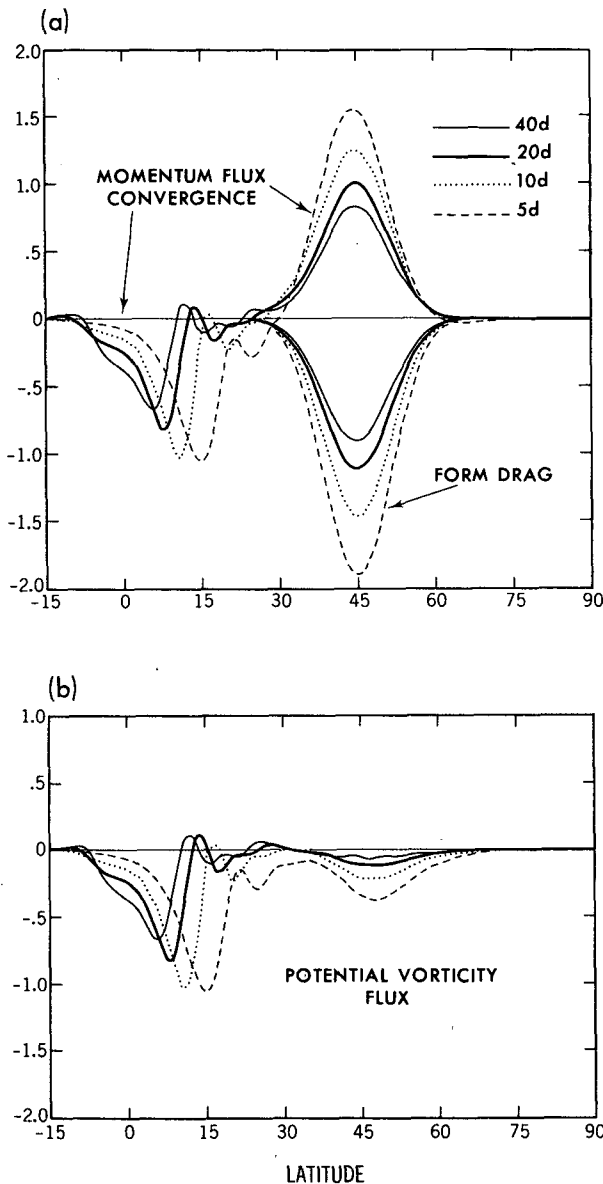 (a)
2.0
1.5
1.0
.5
0
-.5
-1.0
-1.5
-2.0
MOMENTUM FLUX
CONVERGENCE
40d
20d
10d
5d
FORM DRAG
-15 0 15 30 45 60 75 90
(b)
1.0
.5
0
-.5
-1.0
-1.5
-2.0
POTENTIAL VORTICITY
FLUX
-15 0 15 30 45 60 75 90
LATITUDE